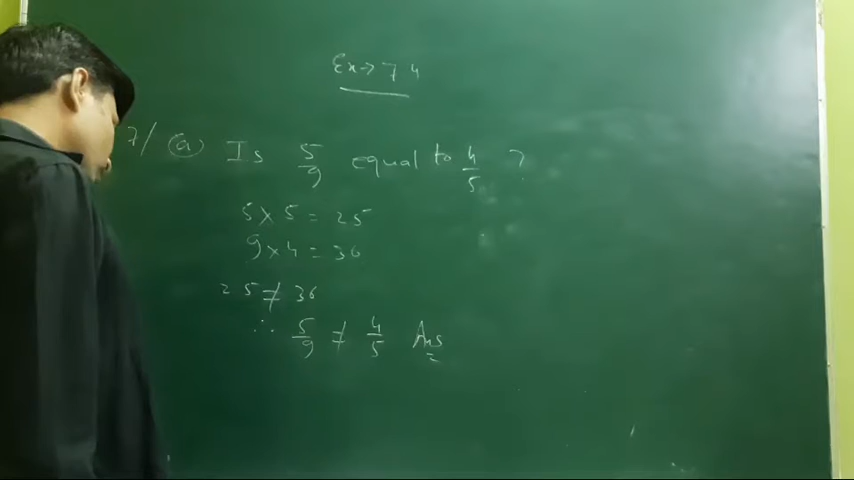 Ex→ 7 4
7/ (a) Is 5/9 equal to 4/5 ?
5 × 5 = 25
9 × 4 = 36
25 ≠ 36
∴ 5/9 ≠ 4/5 Ans